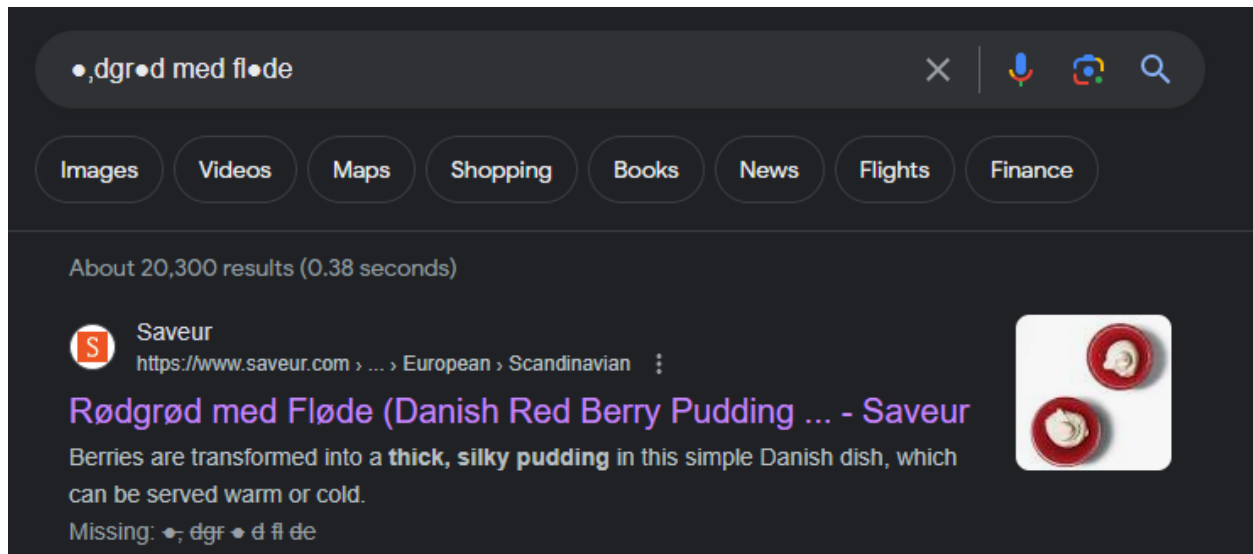 ●,dgr●d med fl●de
Images Videos Maps Shopping Books News Flights Finance
About 20,300 results (0.38 seconds)
S Saveur
https://www.saveur.com › ... › European › Scandinavian
Rødgrød med Fløde (Danish Red Berry Pudding ... - Saveur
Berries are transformed into a thick, silky pudding in this simple Danish dish, which
can be served warm or cold.
Missing: ●, dgr ● d fl de